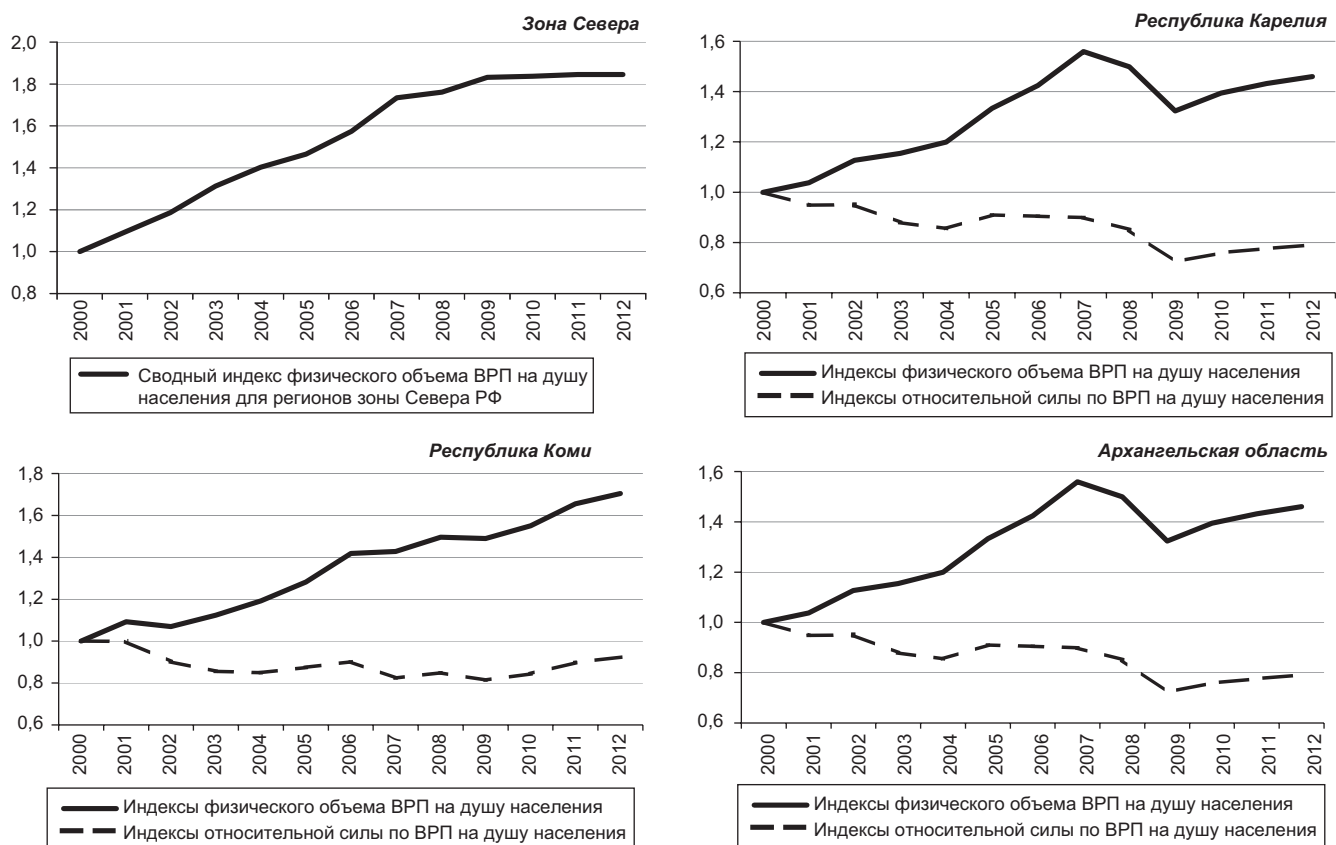 Зона Севера
2,0
1,8
1,6
1,4
1,2
1,0
0,8
2000 2001 2002 2003 2004 2005 2006 2007 2008 2009 2010 2011 2012
Сводный индекс физического объема ВРП на душу
населения для регионов зоны Севера РФ
Республика Карелия
1,6
1,4
1,2
1,0
0,8
0,6
2000 2001 2002 2003 2004 2005 2006 2007 2008 2009 2010 2011 2012
Индексы физического объема ВРП на душу населения
Индексы относительной силы по ВРП на душу населения
Республика Коми
1,8
1,6
1,4
1,2
1,0
0,8
0,6
2000 2001 2002 2003 2004 2005 2006 2007 2008 2009 2010 2011 2012
Индексы физического объема ВРП на душу населения
Индексы относительной силы по ВРП на душу населения
Архангельская область
1,6
1,4
1,2
1,0
0,8
0,6
2000 2001 2002 2003 2004 2005 2006 2007 2008 2009 2010 2011 2012
Индексы физического объема ВРП на душу населения
Индексы относительной силы по ВРП на душу населения